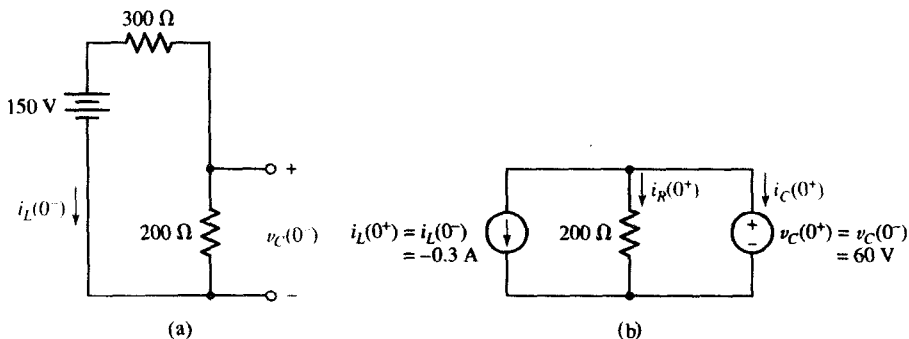 300 Ω
150 V
+
i_L(0⁻)
200 Ω
v_C(0⁻)
−
(a)
i_R(0⁺)
i_C(0⁺)
i_L(0⁺) = i_L(0⁻)
= −0.3 A
200 Ω
+
−
v_C(0⁺) = v_C(0⁻)
= 60 V
(b)